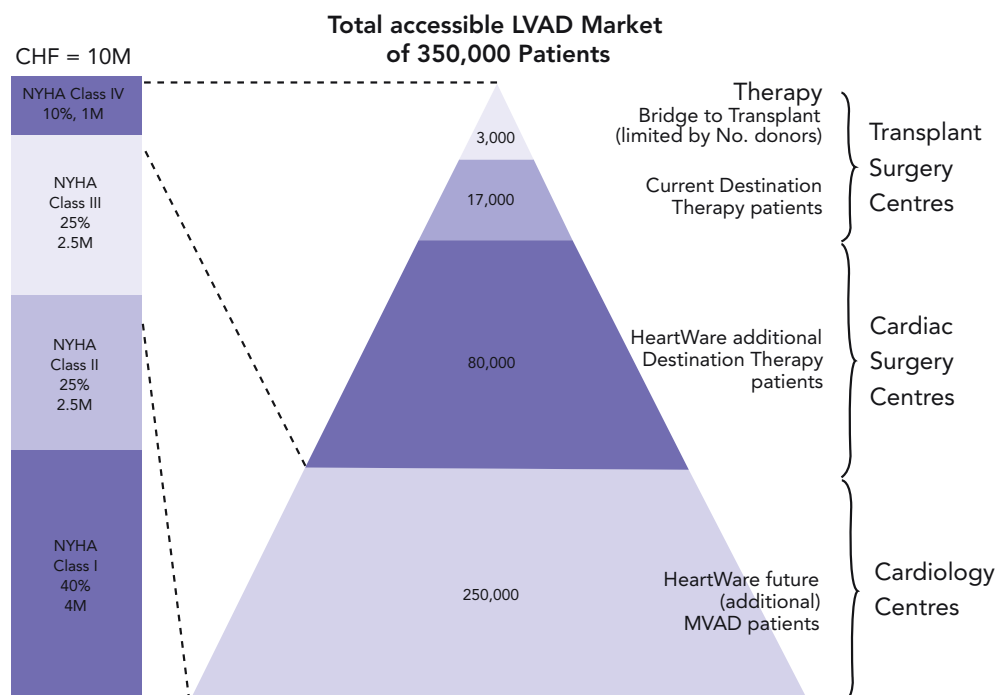 Total accessible LVAD Market
of 350,000 Patients
CHF = 10M
NYHA Class IV
10%, 1M
NYHA
Class III
25%
2.5M
NYHA
Class II
25%
2.5M
NYHA
Class I
40%
4M
3,000
17,000
80,000
250,000
Therapy
Bridge to Transplant
(limited by No. donors)
Current Destination
Therapy patients
HeartWare additional
Destination Therapy
patients
HeartWare future
(additional)
MVAD patients
Transplant
Surgery
Centres
Cardiac
Surgery
Centres
Cardiology
Centres